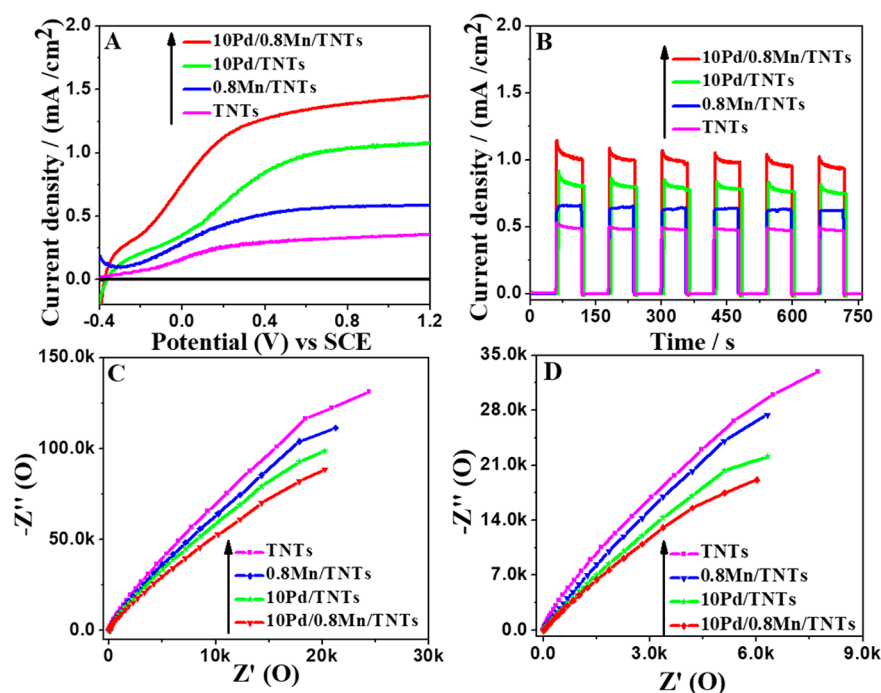 A
10Pd/0.8Mn/TNTs
10Pd/TNTs
0.8Mn/TNTs
TNTs
Current density / (mA /cm²)
2.0
1.5
1.0
0.5
0.0
-0.4
0.0
0.4
0.8
1.2
Potential (V) vs SCE
B
10Pd/0.8Mn/TNTs
10Pd/TNTs
0.8Mn/TNTs
TNTs
Current density / (mA /cm²)
2.0
1.5
1.0
0.5
0.0
0
150
300
450
600
750
Time / s
C
-Z'' (O)
150.0k
100.0k
50.0k
0.0
TNTs
0.8Mn/TNTs
10Pd/TNTs
10Pd/0.8Mn/TNTs
0
10k
20k
30k
Z' (O)
D
-Z'' (O)
35.0k
28.0k
21.0k
14.0k
7.0k
0.0
TNTs
0.8Mn/TNTs
10Pd/TNTs
10Pd/0.8Mn/TNTs
0.0
3.0k
6.0k
9.0k
Z' (O)